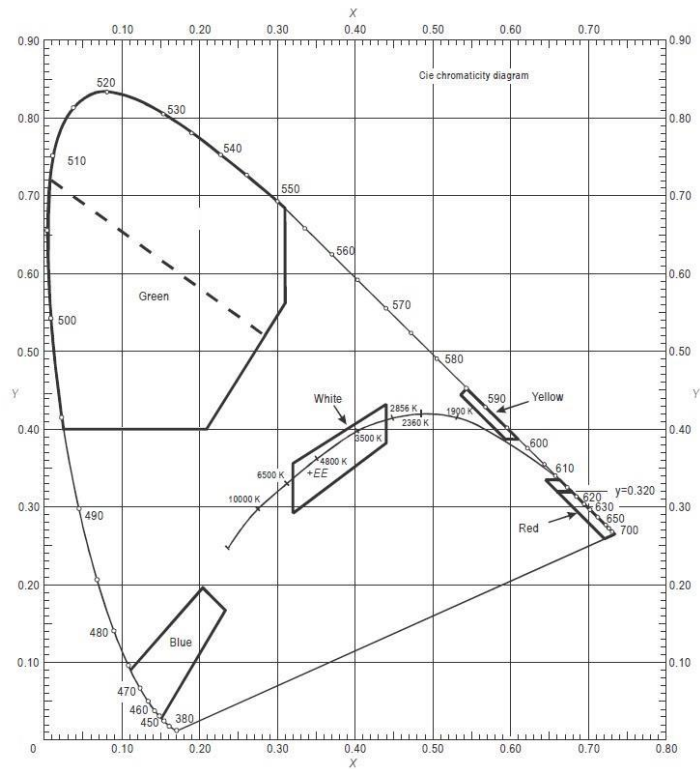 X
0.10 0.20 0.30 0.40 0.50 0.60 0.70
0.90 0.90
Cie chromaticity diagram
520
0.80 530 0.80
540
510
550
0.70 0.70
560
0.60 0.60
Green
570
500
0.50 580 0.50
Y Y
590
White Yellow
2856 K
1900 K
0.40 2360 K 0.40
3500 K 600
4800 K
6500 K +EE 610
10000 K 620 y=0.320
630
0.30 490 650 0.30
Red 700
0.20 0.20
480
Blue
0.10 0.10
470
460
450 380
0 0.10 0.20 0.30 0.40 0.50 0.60 0.70 0.80
X